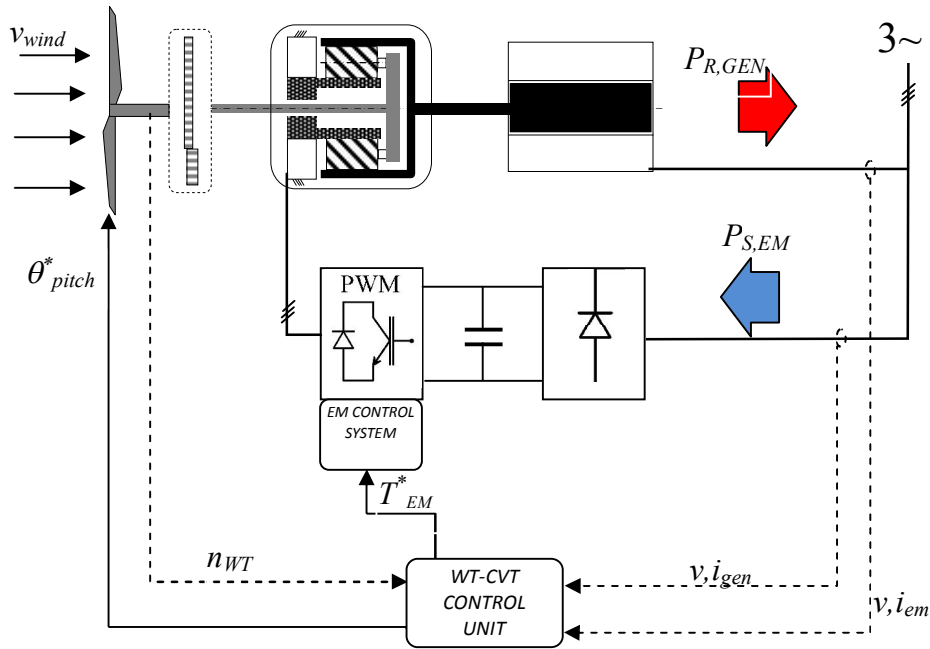 v_wind
P_R,GEN
3~
P_S,EM
θ*_pitch
PWM
EM CONTROL
SYSTEM
T*_EM
n_WT
WT-CVT
CONTROL
UNIT
v,i_gen
v,i_em